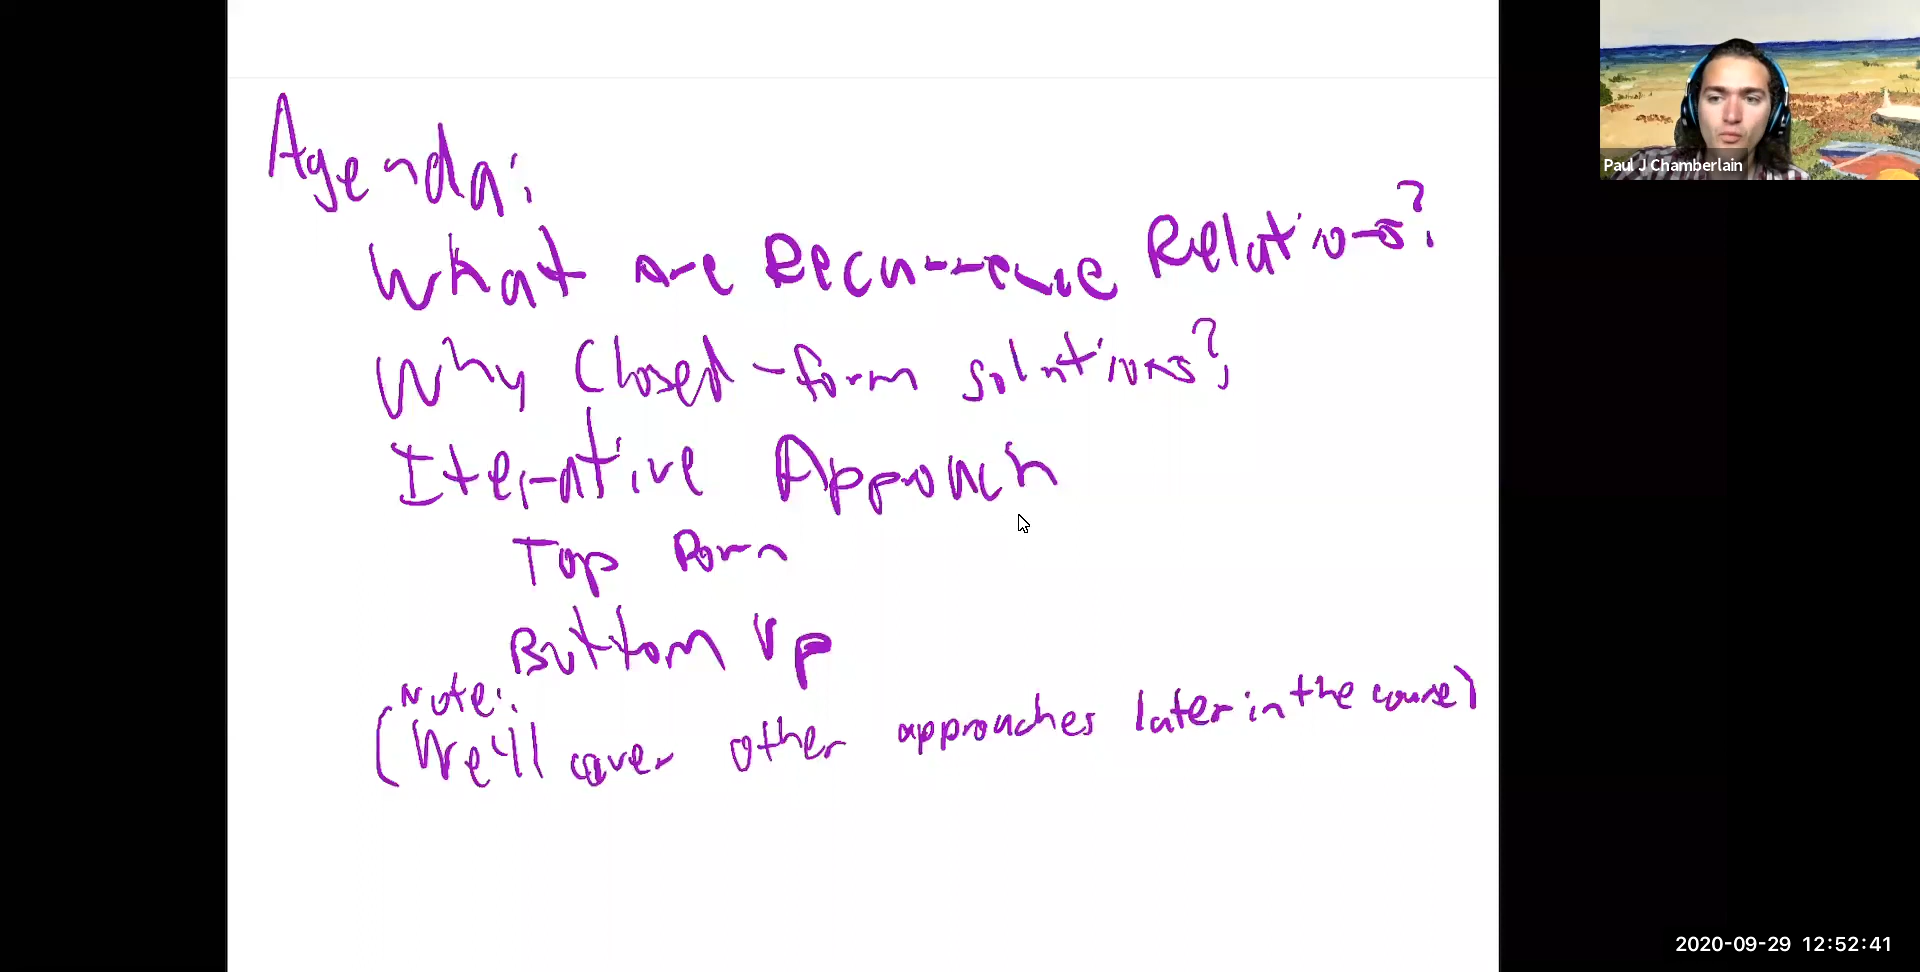 Agenda:
What are Recurrence Relations?
Why Closed-form solutions?
Iterative Approach
Top Down
Bottom Up
Note:
(We'll cover other approaches later in the course)
Paul J Chamberlain
2020-09-29 12:52:41